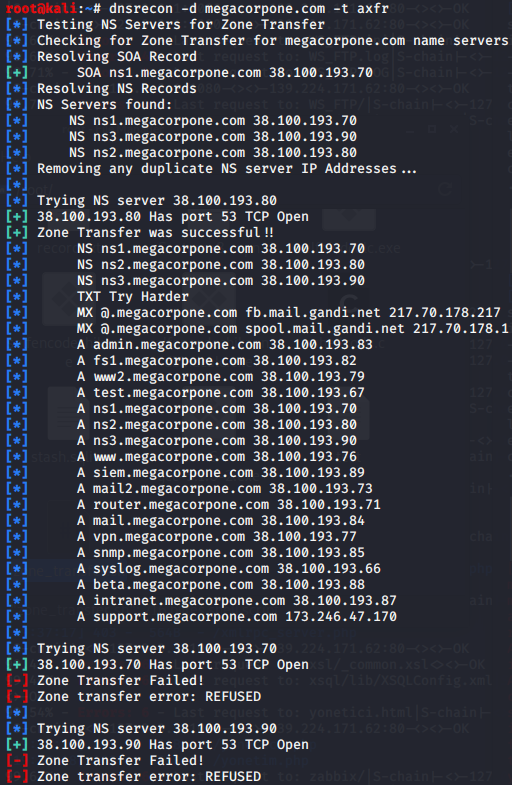 root@kali:~# dnsrecon -d megacorpone.com -t axfr
[*] Testing NS Servers for Zone Transfer
[*] Checking for Zone Transfer for megacorpone.com name servers
[*] Resolving SOA Record
[+] SOA ns1.megacorpone.com 38.100.193.70
[*] Resolving NS Records
[*] NS Servers found:
[*] NS ns1.megacorpone.com 38.100.193.70
[*] NS ns3.megacorpone.com 38.100.193.90
[*] NS ns2.megacorpone.com 38.100.193.80
[*] Removing any duplicate NS server IP Addresses...
[*]
[*] Trying NS server 38.100.193.80
[+] 38.100.193.80 Has port 53 TCP Open
[+] Zone Transfer was successful!!
[*] NS ns1.megacorpone.com 38.100.193.70
[*] NS ns2.megacorpone.com 38.100.193.80
[*] NS ns3.megacorpone.com 38.100.193.90
[*] TXT Try Harder
[*] MX @.megacorpone.com fb.mail.gandi.net 217.70.178.217
[*] MX @.megacorpone.com spool.mail.gandi.net 217.70.178.1
[*] A admin.megacorpone.com 38.100.193.83
[*] A fs1.megacorpone.com 38.100.193.82
[*] A www2.megacorpone.com 38.100.193.79
[*] A test.megacorpone.com 38.100.193.67
[*] A ns1.megacorpone.com 38.100.193.70
[*] A ns2.megacorpone.com 38.100.193.80
[*] A ns3.megacorpone.com 38.100.193.90
[*] A www.megacorpone.com 38.100.193.76
[*] A siem.megacorpone.com 38.100.193.89
[*] A mail2.megacorpone.com 38.100.193.73
[*] A router.megacorpone.com 38.100.193.71
[*] A mail.megacorpone.com 38.100.193.84
[*] A vpn.megacorpone.com 38.100.193.77
[*] A snmp.megacorpone.com 38.100.193.85
[*] A syslog.megacorpone.com 38.100.193.66
[*] A beta.megacorpone.com 38.100.193.88
[*] A intranet.megacorpone.com 38.100.193.87
[*] A support.megacorpone.com 173.246.47.170
[*]
[*] Trying NS server 38.100.193.70
[+] 38.100.193.70 Has port 53 TCP Open
[-] Zone Transfer Failed!
[-] Zone transfer error: REFUSED
[*]
[*] Trying NS server 38.100.193.90
[+] 38.100.193.90 Has port 53 TCP Open
[-] Zone Transfer Failed!
[-] Zone transfer error: REFUSED